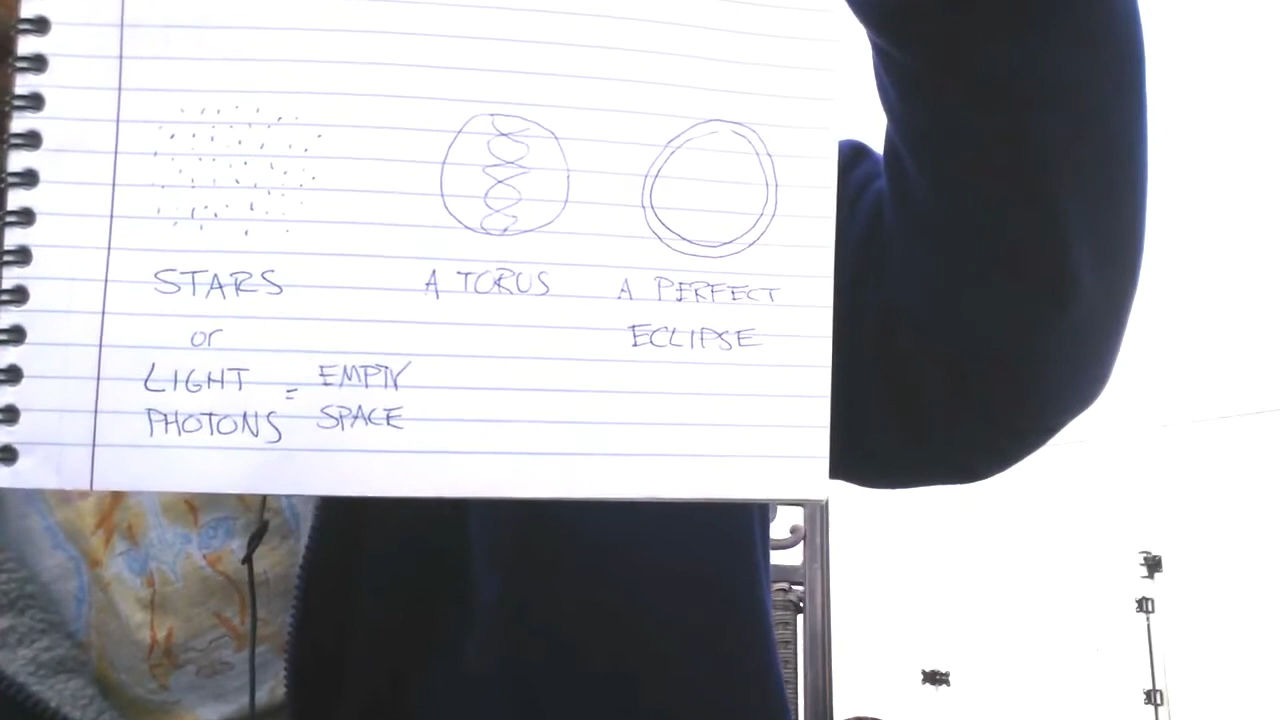 STARS
or
LIGHT = EMPTY
PHOTONS SPACE
A TORUS
A PERFECT
ECLIPSE